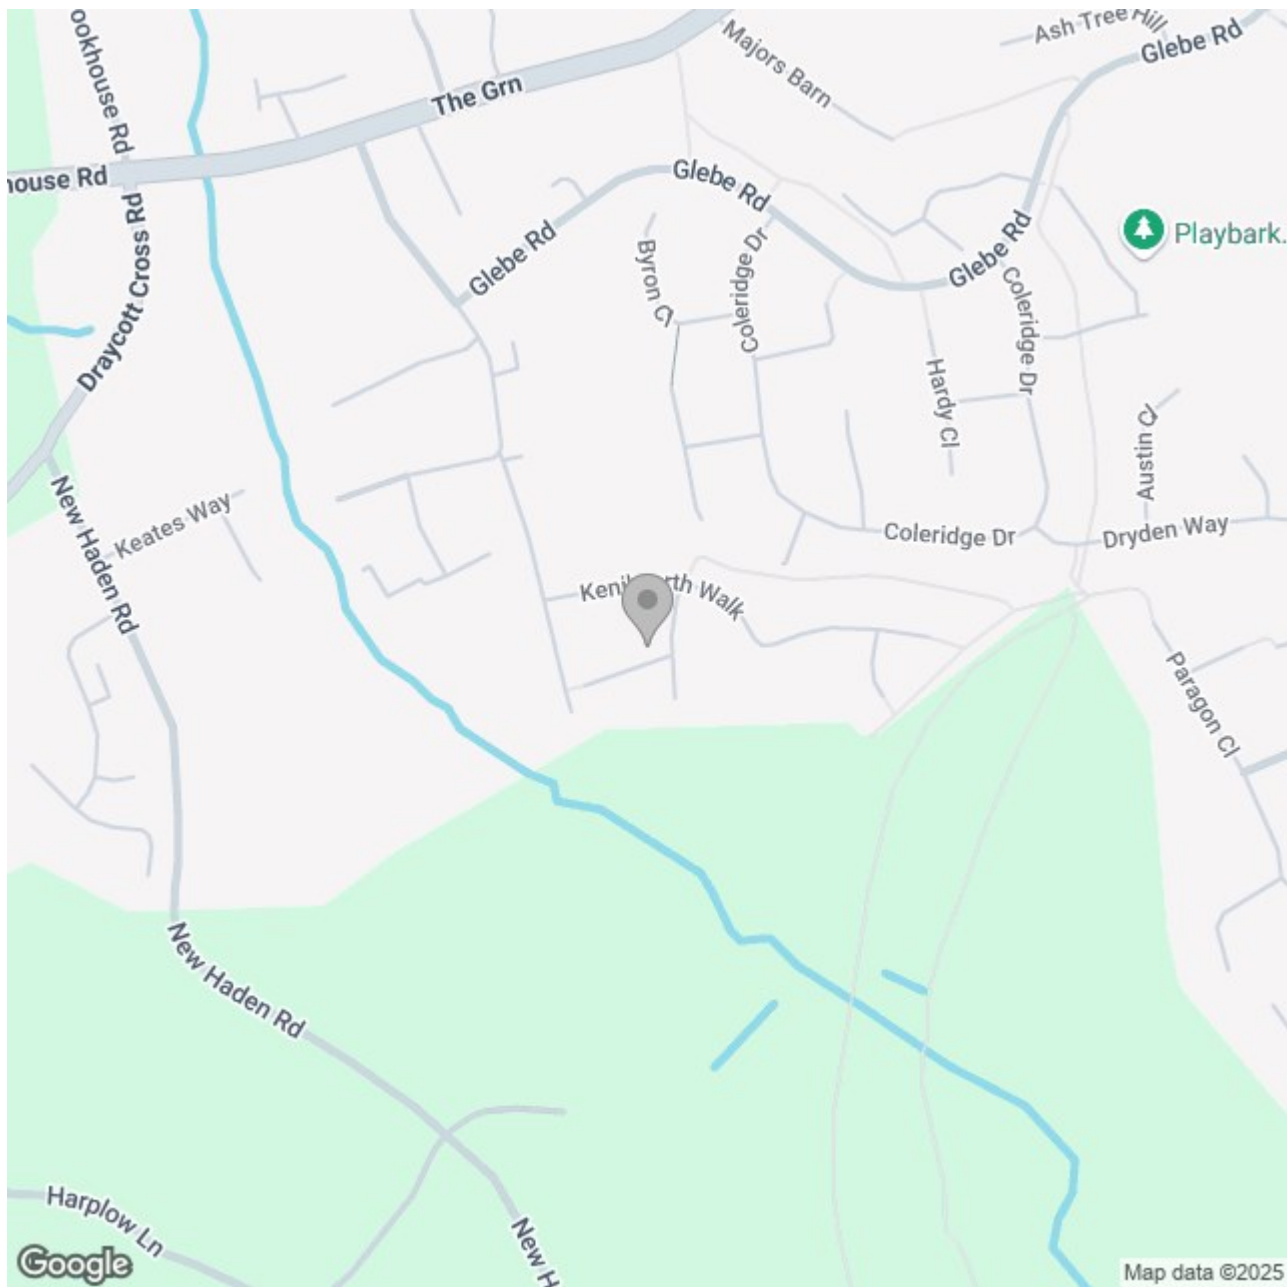 ookhouse Rd
Majors Barn
Ash Tree Hill
Glebe Rd
The Grn
house Rd
Glebe Rd
Draycott Cross Rd
Glebe Rd
Byron Cl
Coleridge Dr
Glebe Rd
Playbark.
Coleridge Dr
Hardy Cl
Austin Cl
New Haden Rd
Keates Way
Coleridge Dr
Dryden Way
Walk
Paragon Cl
New Haden Rd
Harplow Ln
New H
Google
Map data ©2025